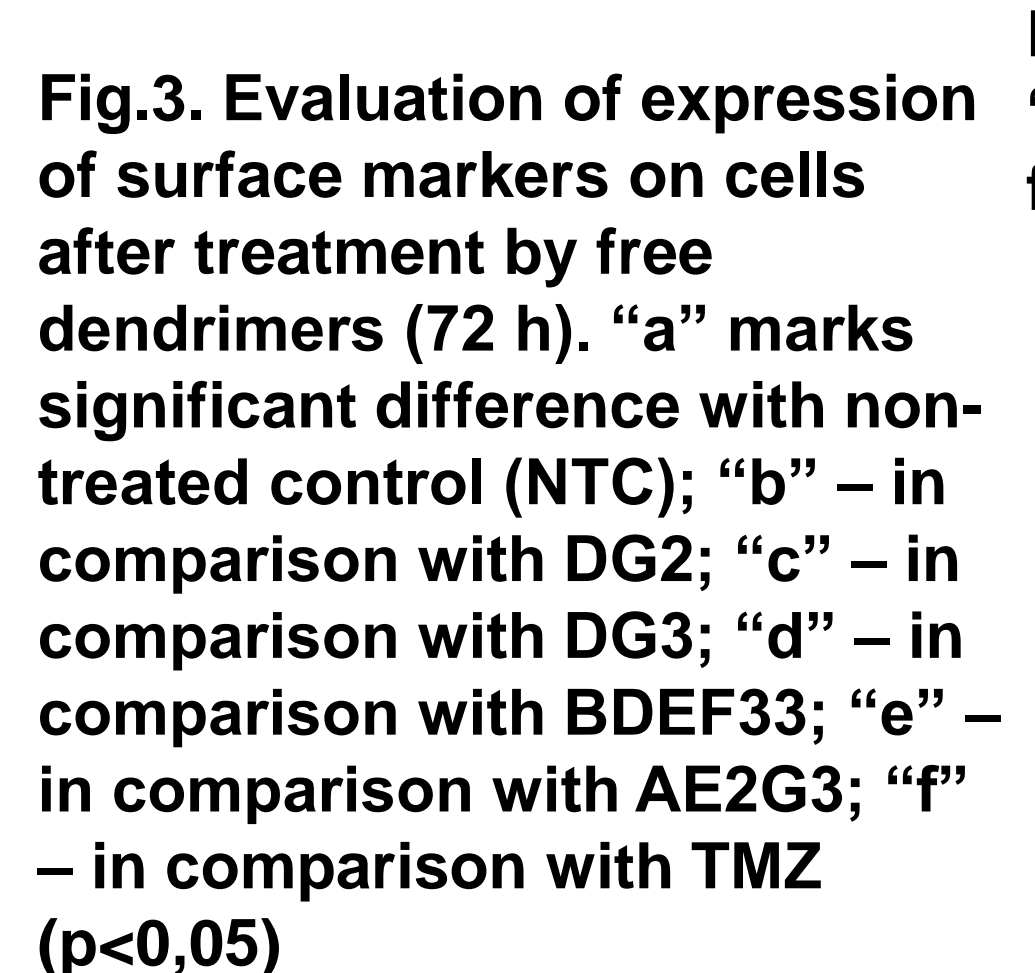 Fig.3. Evaluation of expression
of surface markers on cells
after treatment by free
dendrimers (72 h). “a” marks
significant difference with non-
treated control (NTC); “b” – in
comparison with DG2; “c” – in
comparison with DG3; “d” – in
comparison with BDEF33; “e” –
in comparison with AE2G3; “f”
– in comparison with TMZ
(p<0,05)